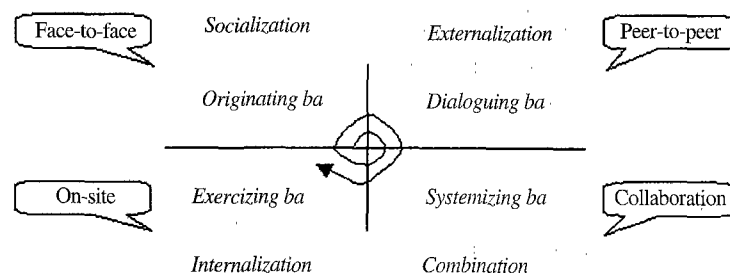 Face-to-face
Socialization
Externalization
Peer-to-peer
Originating ba
Dialoguing ba
On-site
Exercizing ba
Systemizing ba
Collaboration
Internalization
Combination